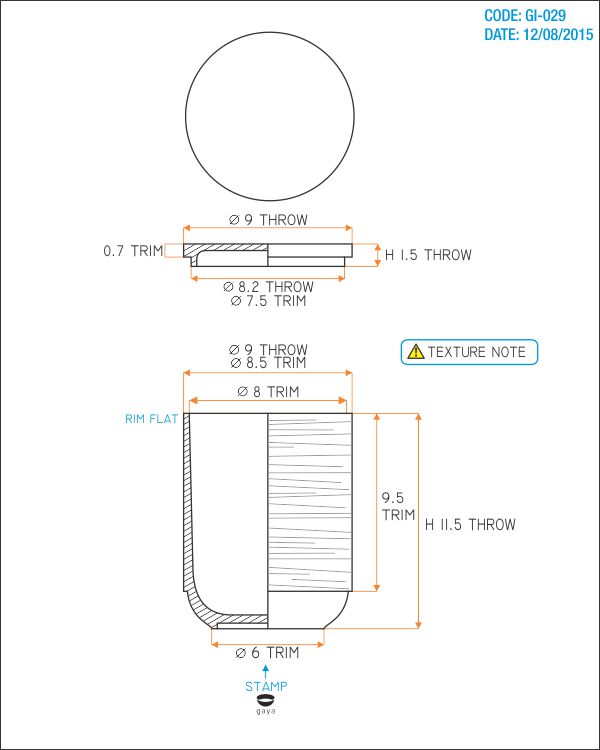 CODE: GI-029
DATE: 12/08/2015
Ø 9 THROW
0.7 TRIM
H 1.5 THROW
Ø 8.2 THROW
Ø 7.5 TRIM
Ø 9 THROW
Ø 8.5 TRIM
TEXTURE NOTE
Ø 8 TRIM
RIM FLAT
9.5
TRIM
H 11.5 THROW
Ø 6 TRIM
STAMP
gaya